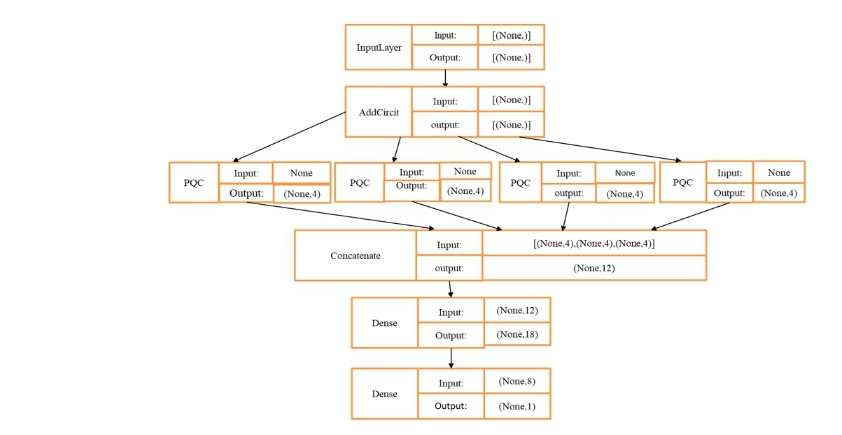 InputLayer
Input: [(None,)]
Output: [(None,)]
AddCircit
Input: [(None,)]
output: [(None,)]
PQC
Input: None
Output: (None,4)
PQC
Input: None
Output: (None,4)
PQC
Input: None
output: (None,4)
PQC
Input: None
Output: (None,4)
Concatenate
Input: [(None,4),(None,4),(None,4)]
output: (None,12)
Dense
Input: (None,12)
Output: (None,18)
Dense
Input: (None,8)
Output: (None,1)